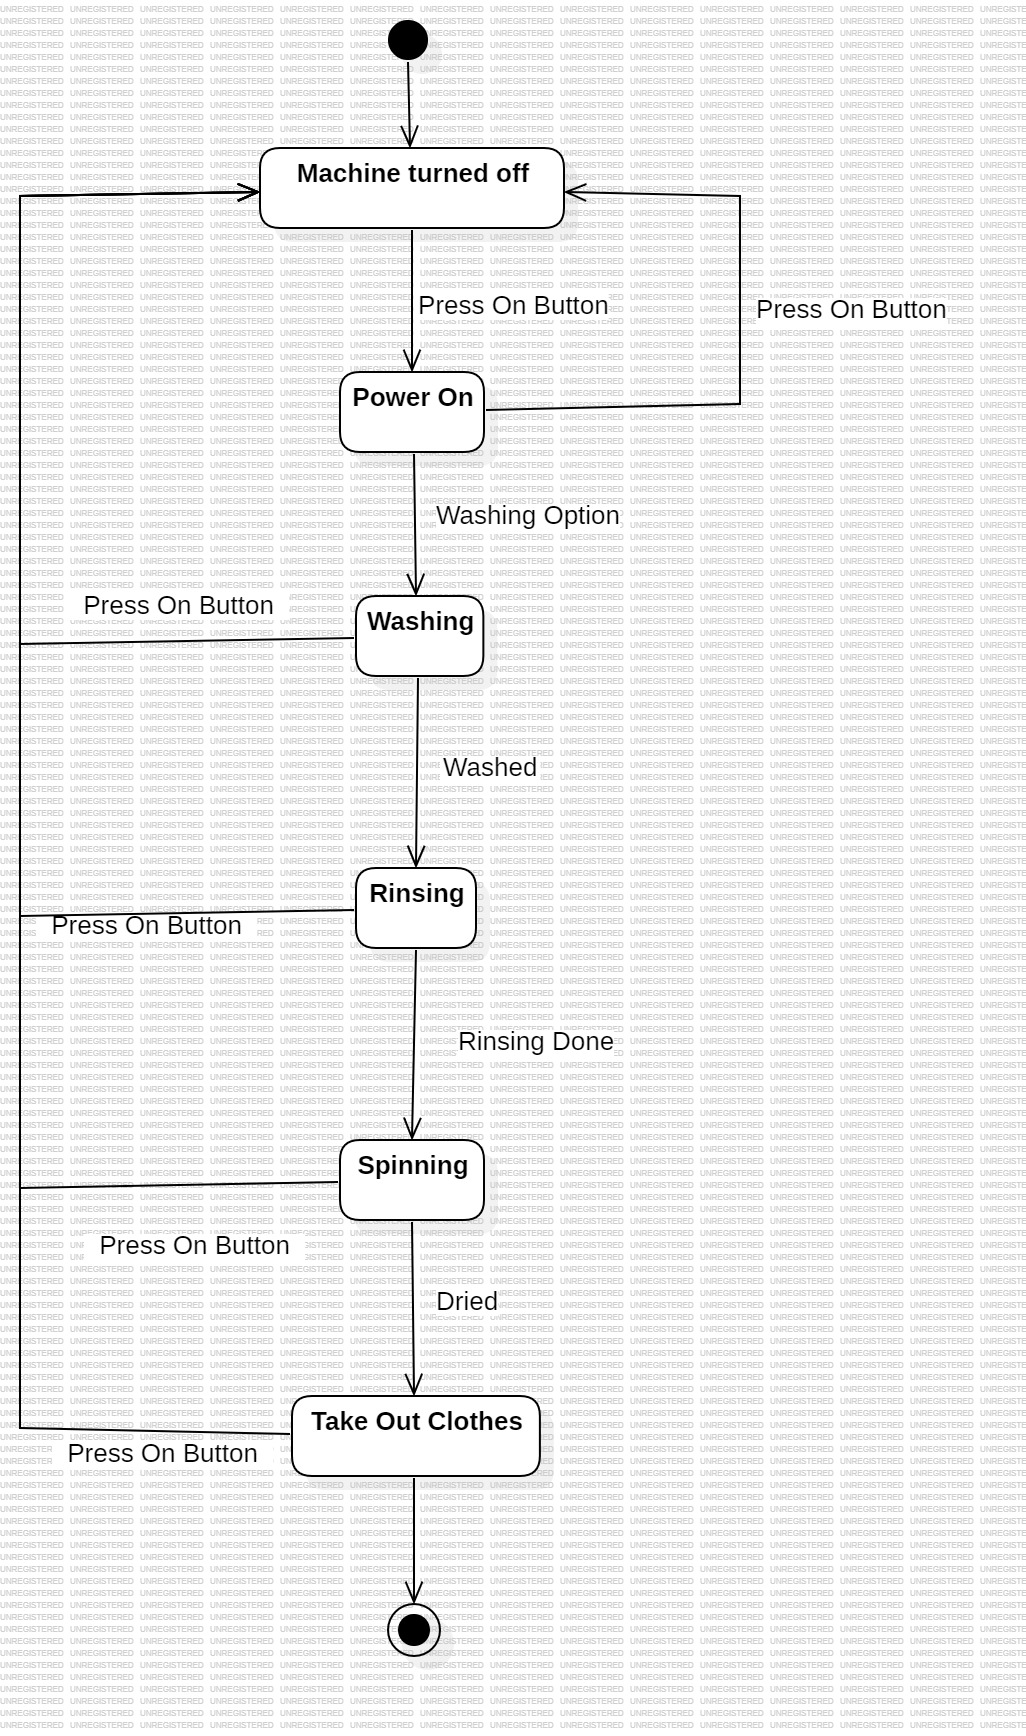 Machine turned off
Press On Button
Press On Button
Power On
Washing Option
Press On Button
Washing
Washed
Rinsing
Press On Button
Rinsing Done
Spinning
Press On Button
Dried
Take Out Clothes
Press On Button
UNREGISTERED